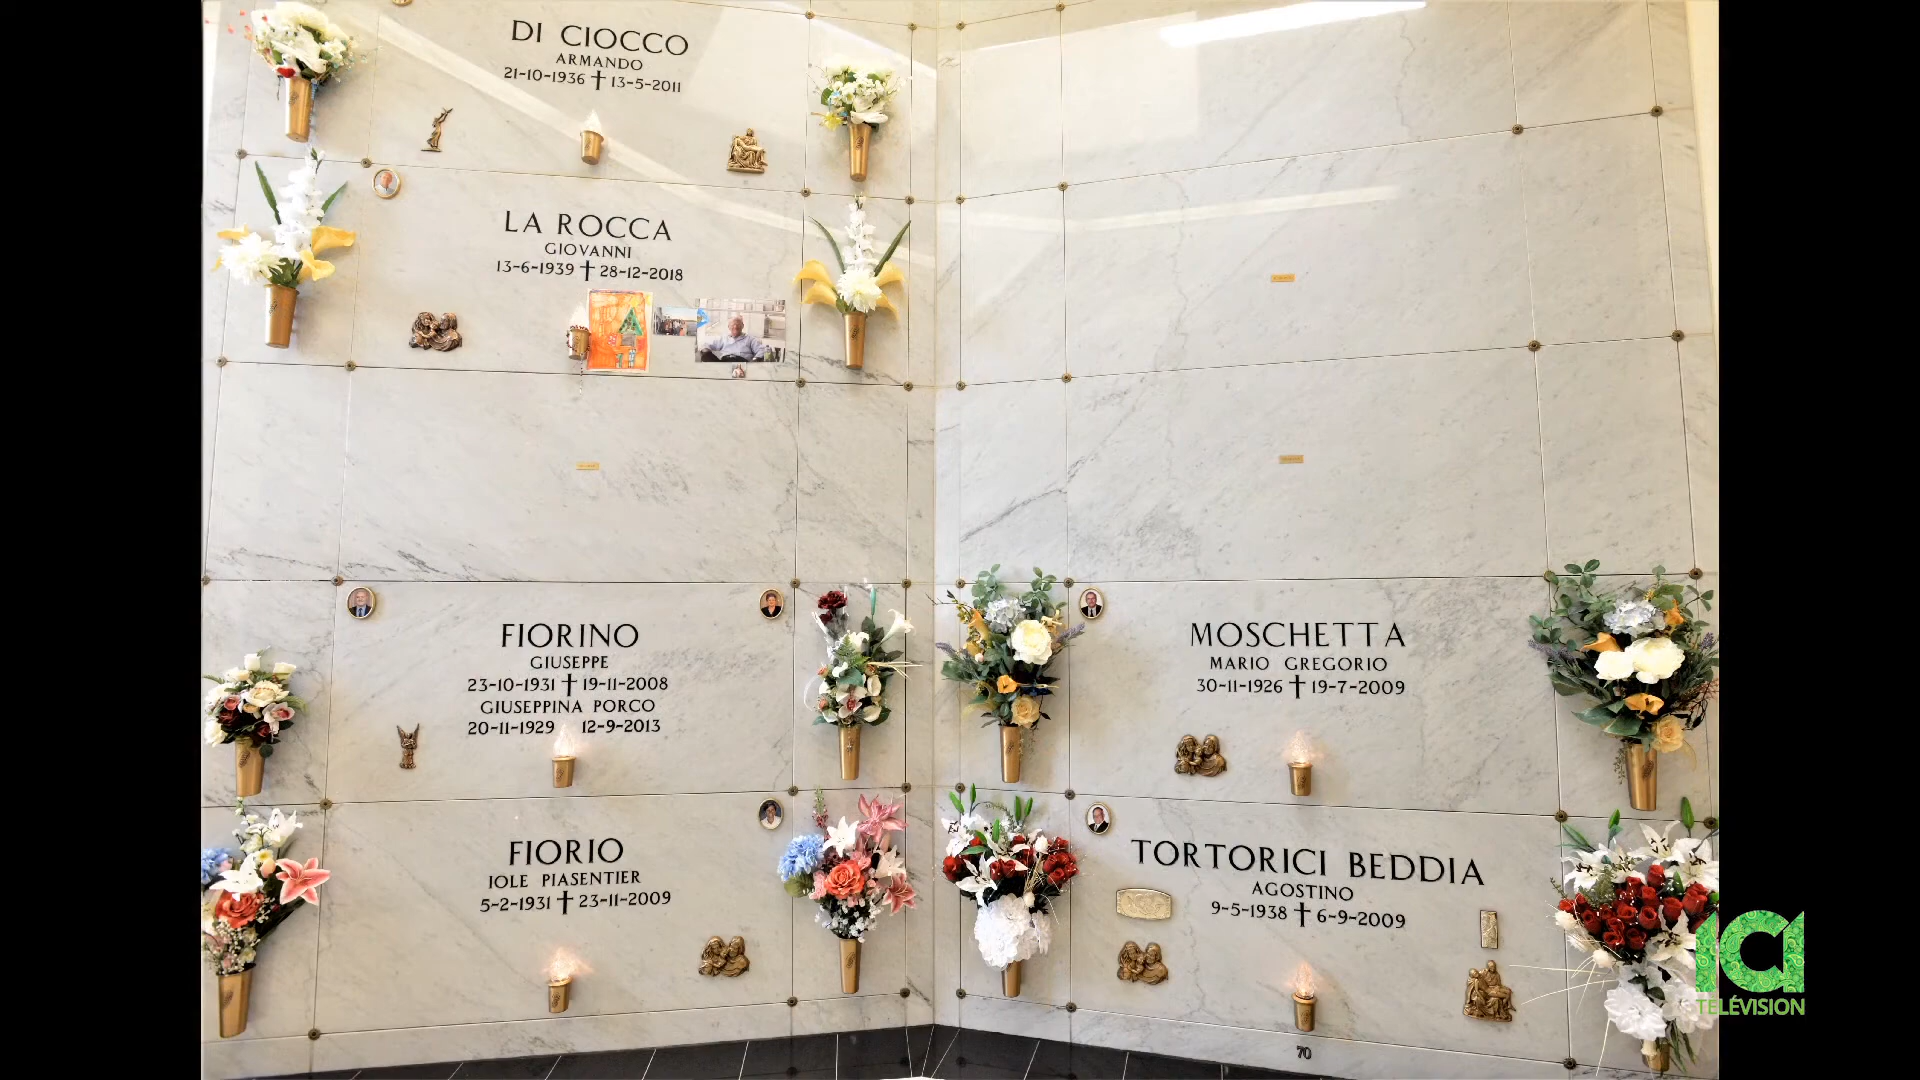 DI CIOCCO
ARMANDO
21-10-1936 † 13-5-2011
LA ROCCA
GIOVANNI
13-6-1939 † 28-12-2018
FIORINO
GIUSEPPE
23-10-1931 † 19-11-2008
GIUSEPPINA PORCO
20-11-1929 12-9-2013
FIORIO
IOLE PIASENTIER
5-2-1931 † 23-11-2009
MOSCHETTA
MARIO GREGORIO
30-11-1926 † 19-7-2009
TORTORICI BEDDIA
AGOSTINO
9-5-1938 † 6-9-2009
70
ICI
TÉLÉVISION